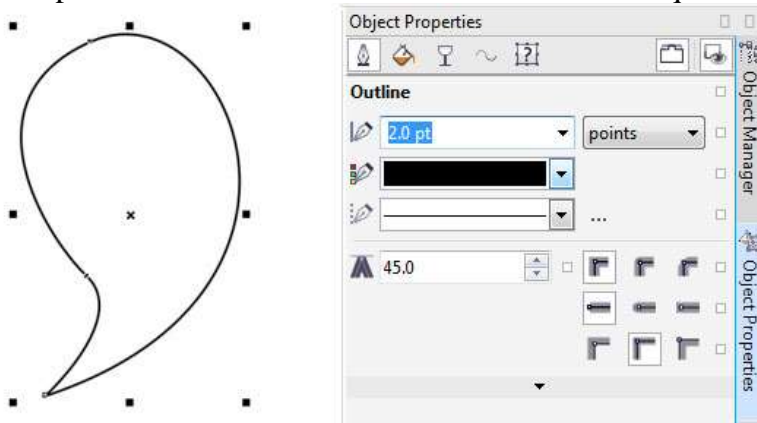 Object Properties
Outline
2.0 pt
points
...
45.0
Object Manager
Object Properties